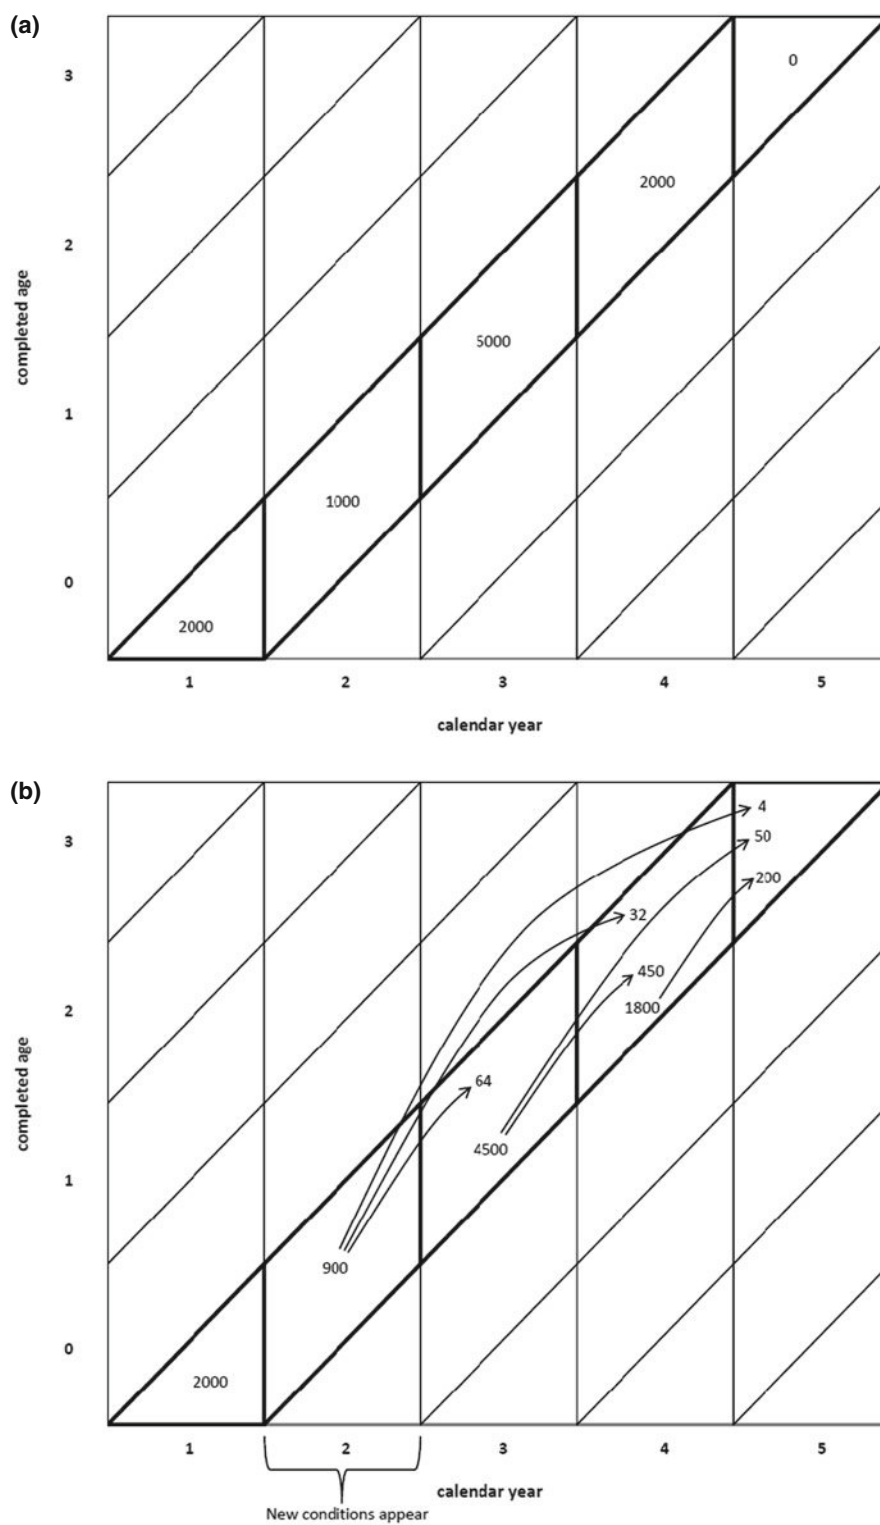 (a)
3
0
2
2000
completed age
5000
1
1000
0
2000
1 2 3 4 5
calendar year
(b)
4
3
50
200
32
2
450
1800
completed age
64
1
4500
900
0
2000
1 2 3 4 5
calendar year
New conditions appear